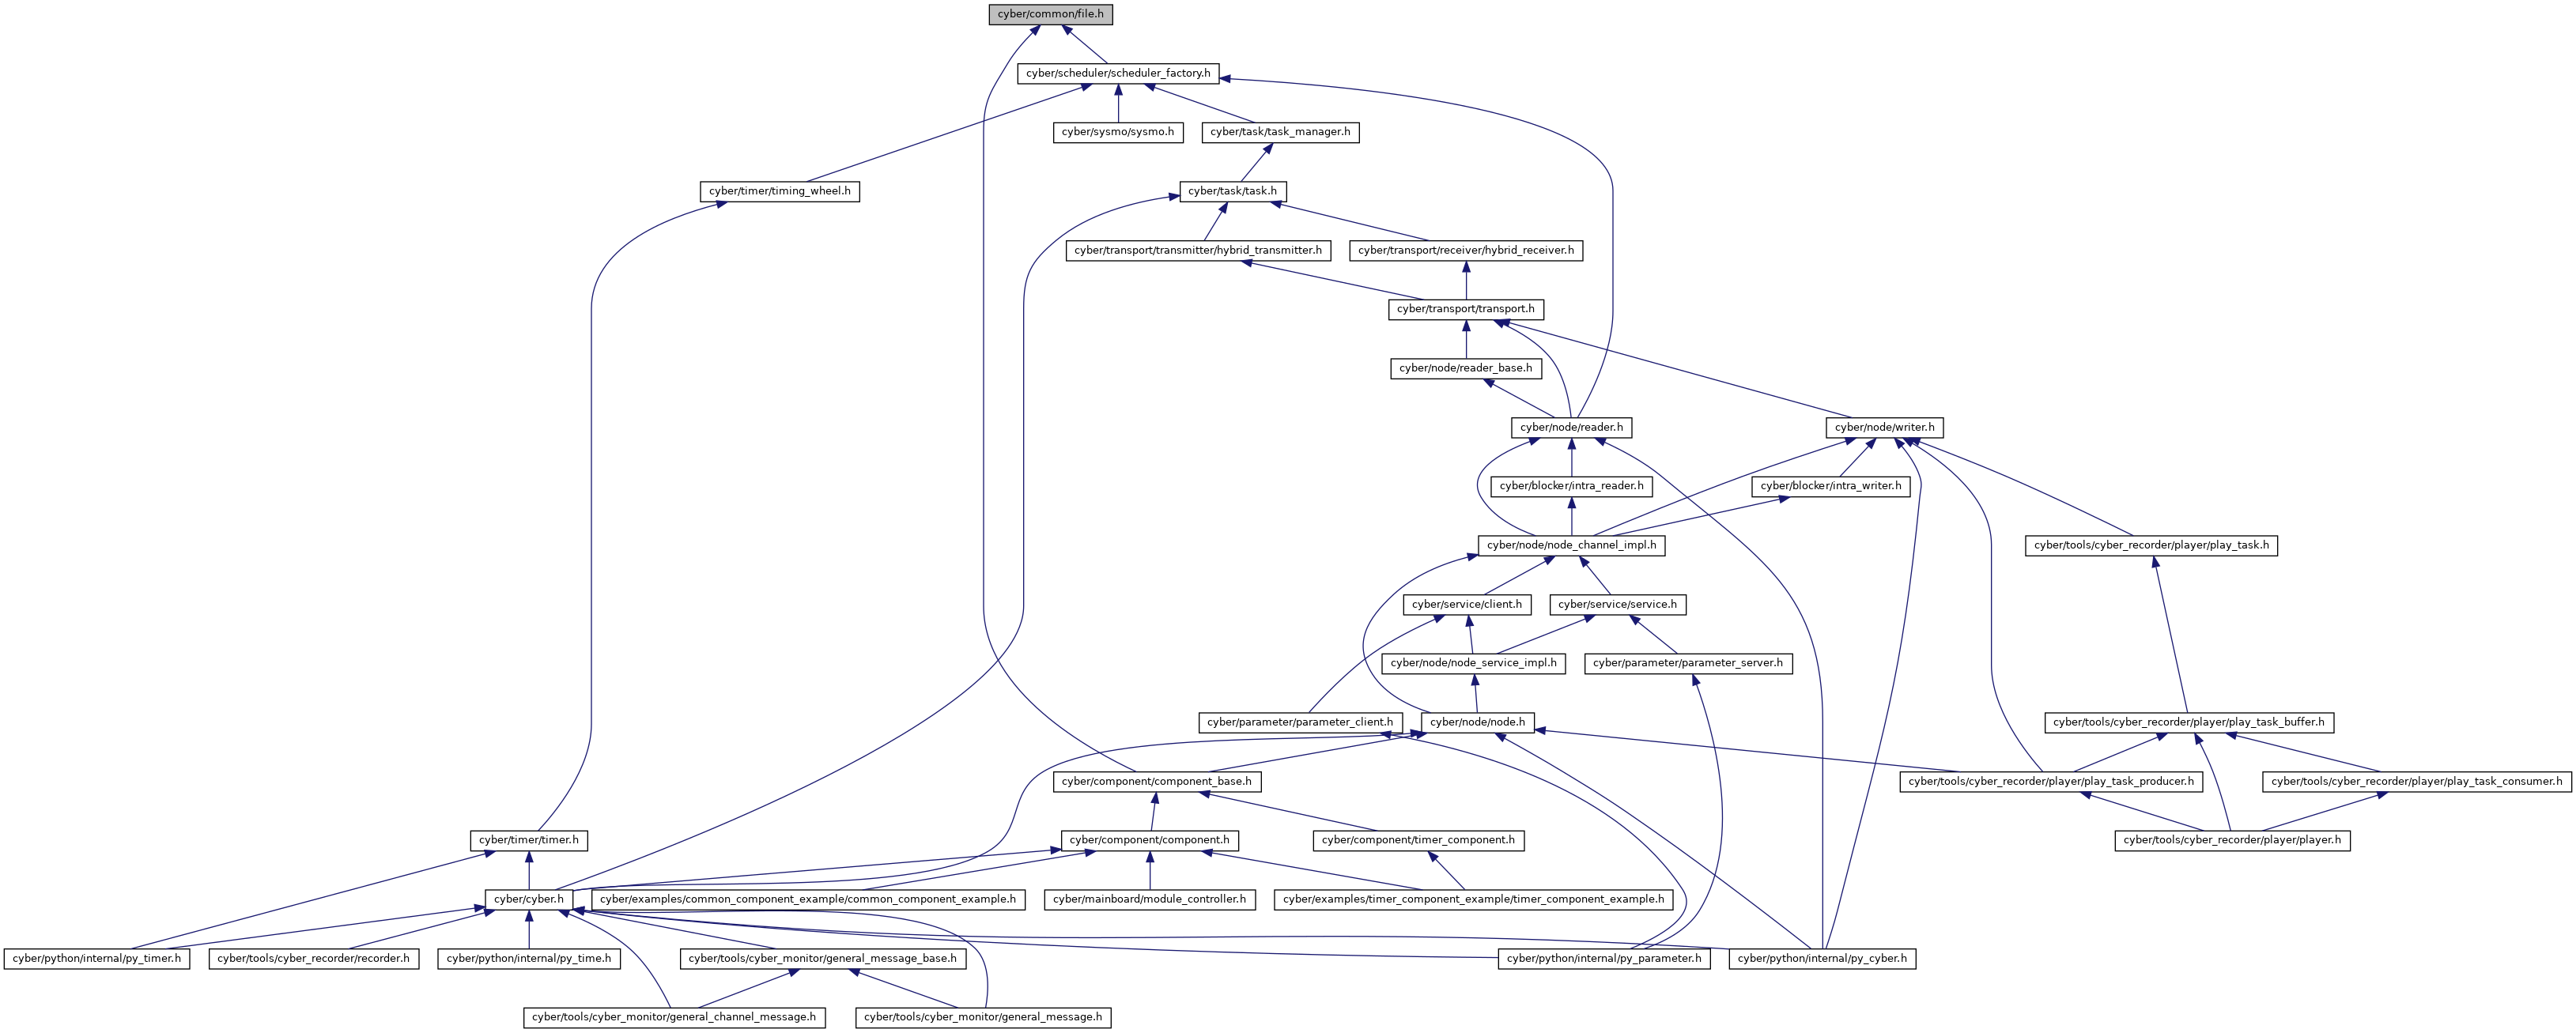 cyber/common/file.h
cyber/scheduler/scheduler_factory.h
cyber/sysmo/sysmo.h
cyber/task/task_manager.h
cyber/timer/timing_wheel.h
cyber/task/task.h
cyber/transport/transmitter/hybrid_transmitter.h
cyber/transport/receiver/hybrid_receiver.h
cyber/transport/transport.h
cyber/node/reader_base.h
cyber/node/reader.h
cyber/node/writer.h
cyber/blocker/intra_reader.h
cyber/blocker/intra_writer.h
cyber/node/node_channel_impl.h
cyber/tools/cyber_recorder/player/play_task.h
cyber/service/client.h
cyber/service/service.h
cyber/node/node_service_impl.h
cyber/parameter/parameter_server.h
cyber/parameter/parameter_client.h
cyber/node/node.h
cyber/tools/cyber_recorder/player/play_task_buffer.h
cyber/component/component_base.h
cyber/tools/cyber_recorder/player/play_task_producer.h
cyber/tools/cyber_recorder/player/play_task_consumer.h
cyber/timer/timer.h
cyber/component/component.h
cyber/component/timer_component.h
cyber/tools/cyber_recorder/player/player.h
cyber/cyber.h
cyber/examples/common_component_example/common_component_example.h
cyber/mainboard/module_controller.h
cyber/examples/timer_component_example/timer_component_example.h
cyber/python/internal/py_timer.h
cyber/tools/cyber_recorder/recorder.h
cyber/python/internal/py_time.h
cyber/tools/cyber_monitor/general_message_base.h
cyber/python/internal/py_parameter.h
cyber/python/internal/py_cyber.h
cyber/tools/cyber_monitor/general_channel_message.h
cyber/tools/cyber_monitor/general_message.h